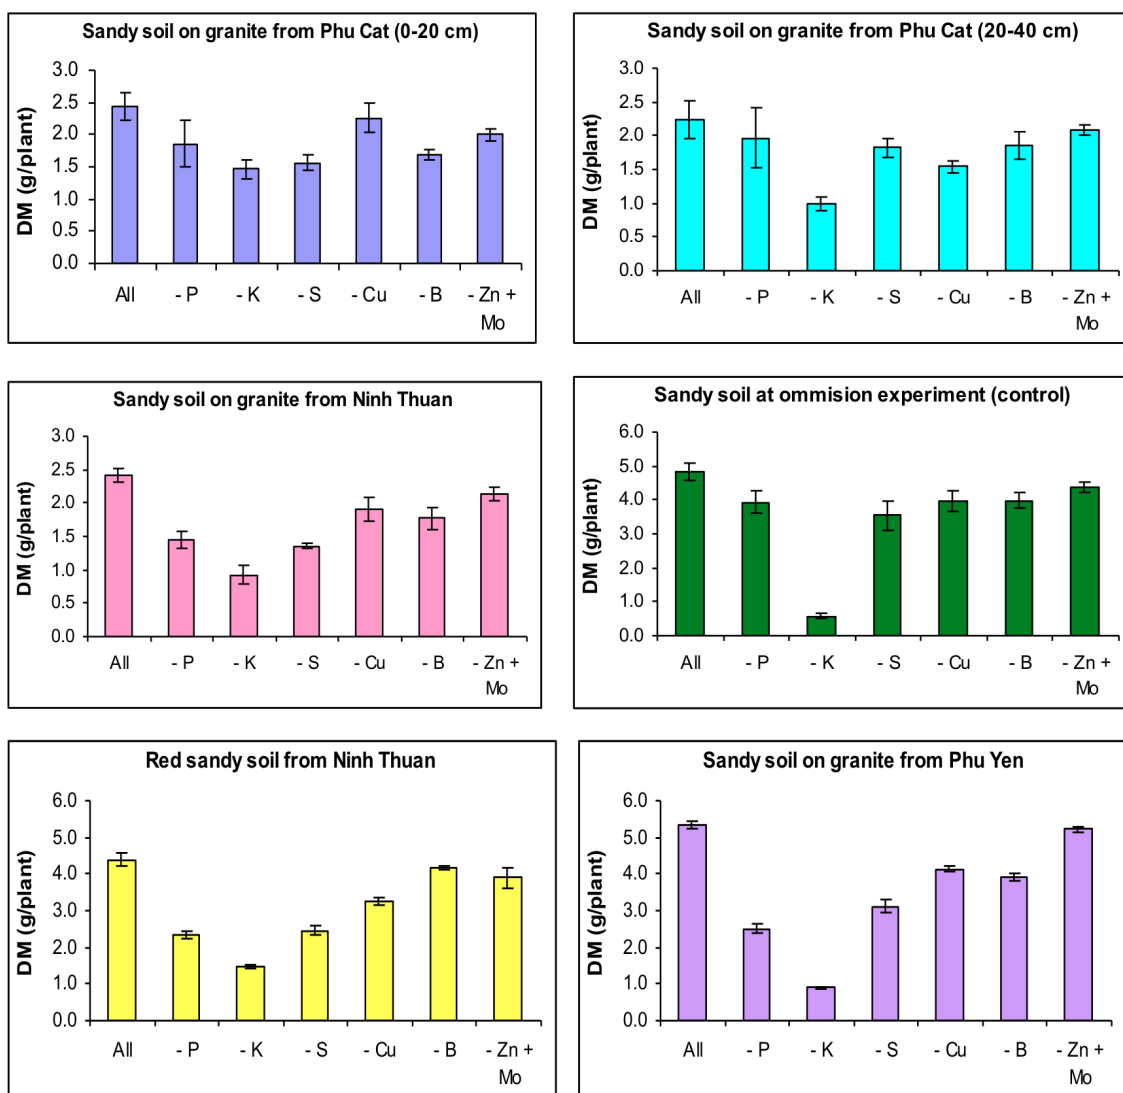 Sandy soil on granite from Phu Cat (0-20 cm)
DM (g/plant)
3.0
2.5
2.0
1.5
1.0
0.5
0.0
All - P - K - S - Cu - B - Zn +
Mo
Sandy soil on granite from Phu Cat (20-40 cm)
DM (g/plant)
3.0
2.5
2.0
1.5
1.0
0.5
0.0
All - P - K - S - Cu - B - Zn +
Mo
Sandy soil on granite from Ninh Thuan
DM (g/plant)
3.0
2.5
2.0
1.5
1.0
0.5
0.0
All - P - K - S - Cu - B - Zn +
Mo
Sandy soil at ommision experiment (control)
DM (g/plant)
6.0
5.0
4.0
3.0
2.0
1.0
0.0
All - P - K - S - Cu - B - Zn +
Mo
Red sandy soil from Ninh Thuan
DM (g/plant)
6.0
5.0
4.0
3.0
2.0
1.0
0.0
All - P - K - S - Cu - B - Zn +
Mo
Sandy soil on granite from Phu Yen
DM (g/plant)
6.0
5.0
4.0
3.0
2.0
1.0
0.0
All - P - K - S - Cu - B - Zn +
Mo